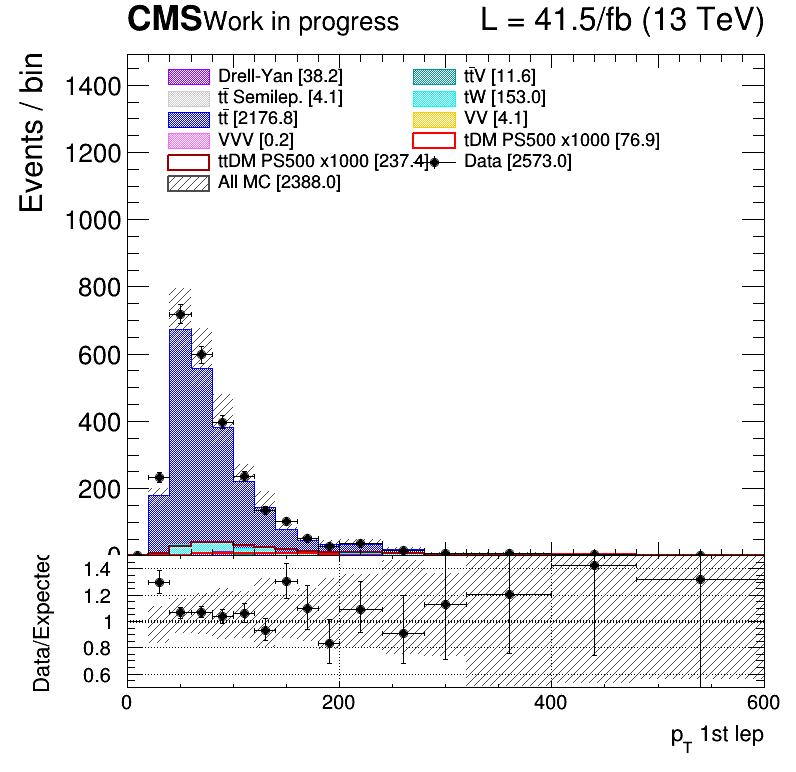 CMS Work in progress L = 41.5/fb (13 TeV)
Events / bin
1400
1200
1000
800
600
400
200
0
Drell-Yan [38.2]
tt̄ Semilep. [4.1]
tt̄ [2176.8]
VVV [0.2]
ttDM PS500 x1000 [237.4]
All MC [2388.0]
tt̄V [11.6]
tW [153.0]
VV [4.1]
tDM PS500 x1000 [76.9]
Data [2573.0]
Data/Expected
1.4
1.2
1
0.8
0.6
0 200 400 600
p_T 1st lep